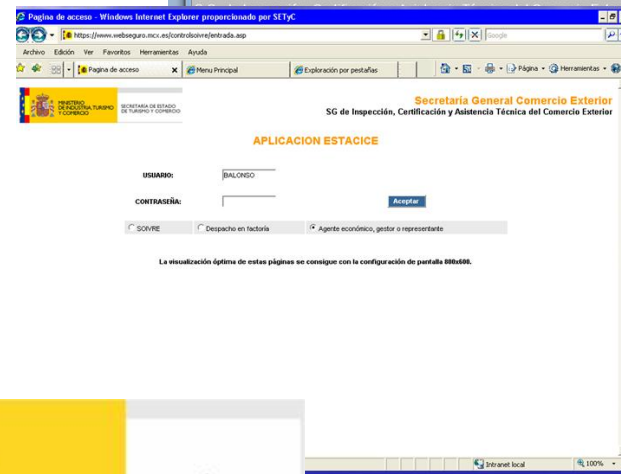 Pagina de acceso - Windows Internet Explorer proporcionado por SETyC
https://www.webseguro.mcx.es/controlsoivre/entrada.asp
Google
Archivo Edición Ver Favoritos Herramientas Ayuda
Pagina de acceso
Menu Principal
Exploración por pestañas
Página
Herramientas
MINISTERIO
DE INDUSTRIA, TURISMO
Y COMERCIO
SECRETARÍA DE ESTADO
DE TURISMO Y COMERCIO
Secretaría General Comercio Exterior
SG de Inspección, Certificación y Asistencia Técnica del Comercio Exterior
APLICACION ESTACICE
USUARIO: BALONSO
CONTRASEÑA:
Aceptar
SOIVRE
Despacho en factoría
Agente económico, gestor o representante
La visualización óptima de estas páginas se consigue con la configuración de pantalla 800x600.
Intranet local
100%